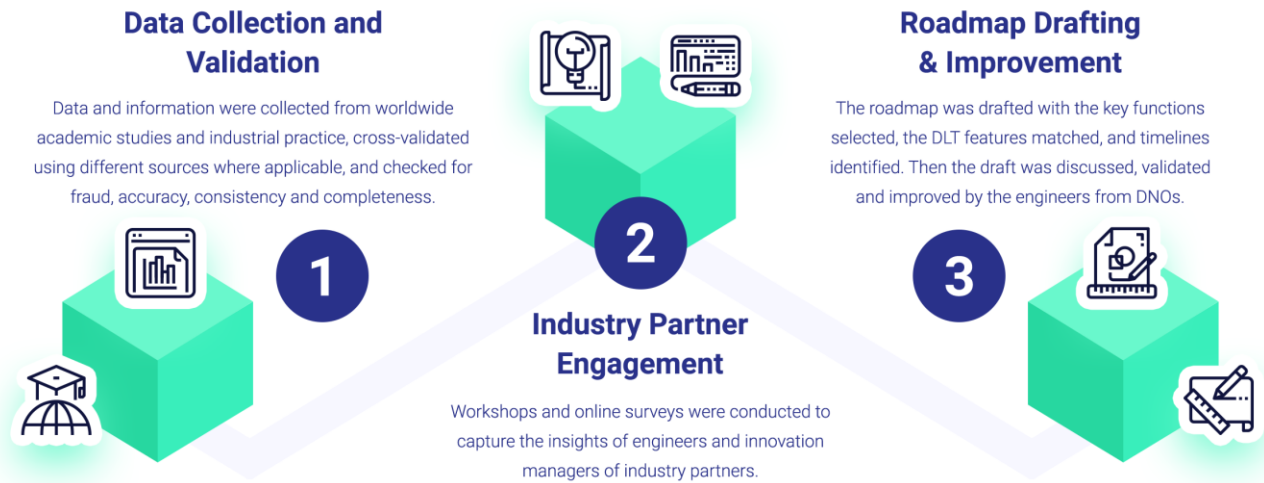 Data Collection and
Validation
Data and information were collected from worldwide
academic studies and industrial practice, cross-validated
using different sources where applicable, and checked for
fraud, accuracy, consistency and completeness.
1
2
Industry Partner
Engagement
Workshops and online surveys were conducted to
capture the insights of engineers and innovation
managers of industry partners.
Roadmap Drafting
& Improvement
The roadmap was drafted with the key functions
selected, the DLT features matched, and timelines
identified. Then the draft was discussed, validated
and improved by the engineers from DNOs.
3